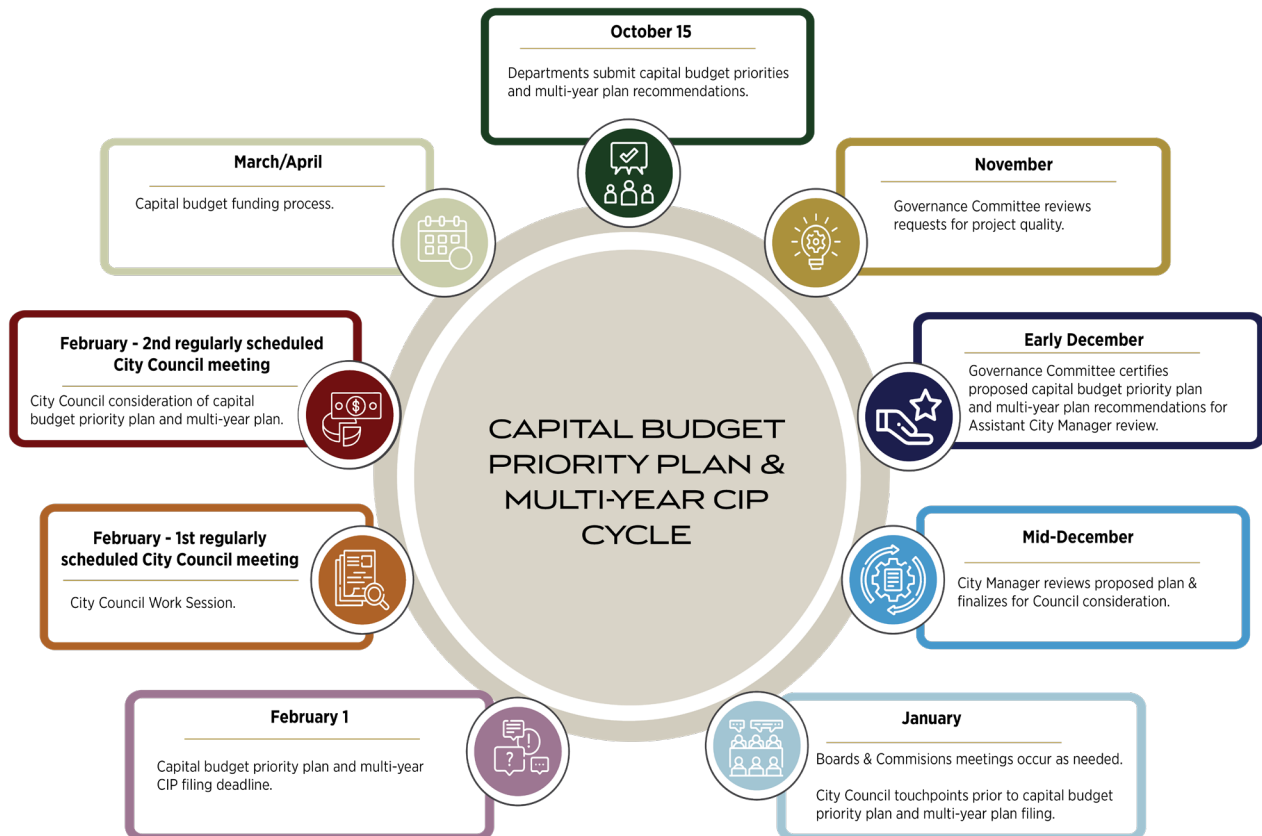 October 15
Departments submit capital budget priorities
and multi-year plan recommendations.
November
Governance Committee reviews
requests for project quality.
Early December
Governance Committee certifies
proposed capital budget priority plan
and multi-year plan recommendations for
Assistant City Manager review.
Mid-December
City Manager reviews proposed plan &
finalizes for Council consideration.
January
Boards & Commisions meetings occur as needed.
City Council touchpoints prior to capital budget
priority plan and multi-year plan filing.
February 1
Capital budget priority plan and multi-year
CIP filing deadline.
February - 1st regularly
scheduled City Council meeting
City Council Work Session.
February - 2nd regularly scheduled
City Council meeting
City Council consideration of capital
budget priority plan and multi-year plan.
March/April
Capital budget funding process.
CAPITAL BUDGET
PRIORITY PLAN &
MULTI-YEAR CIP
CYCLE